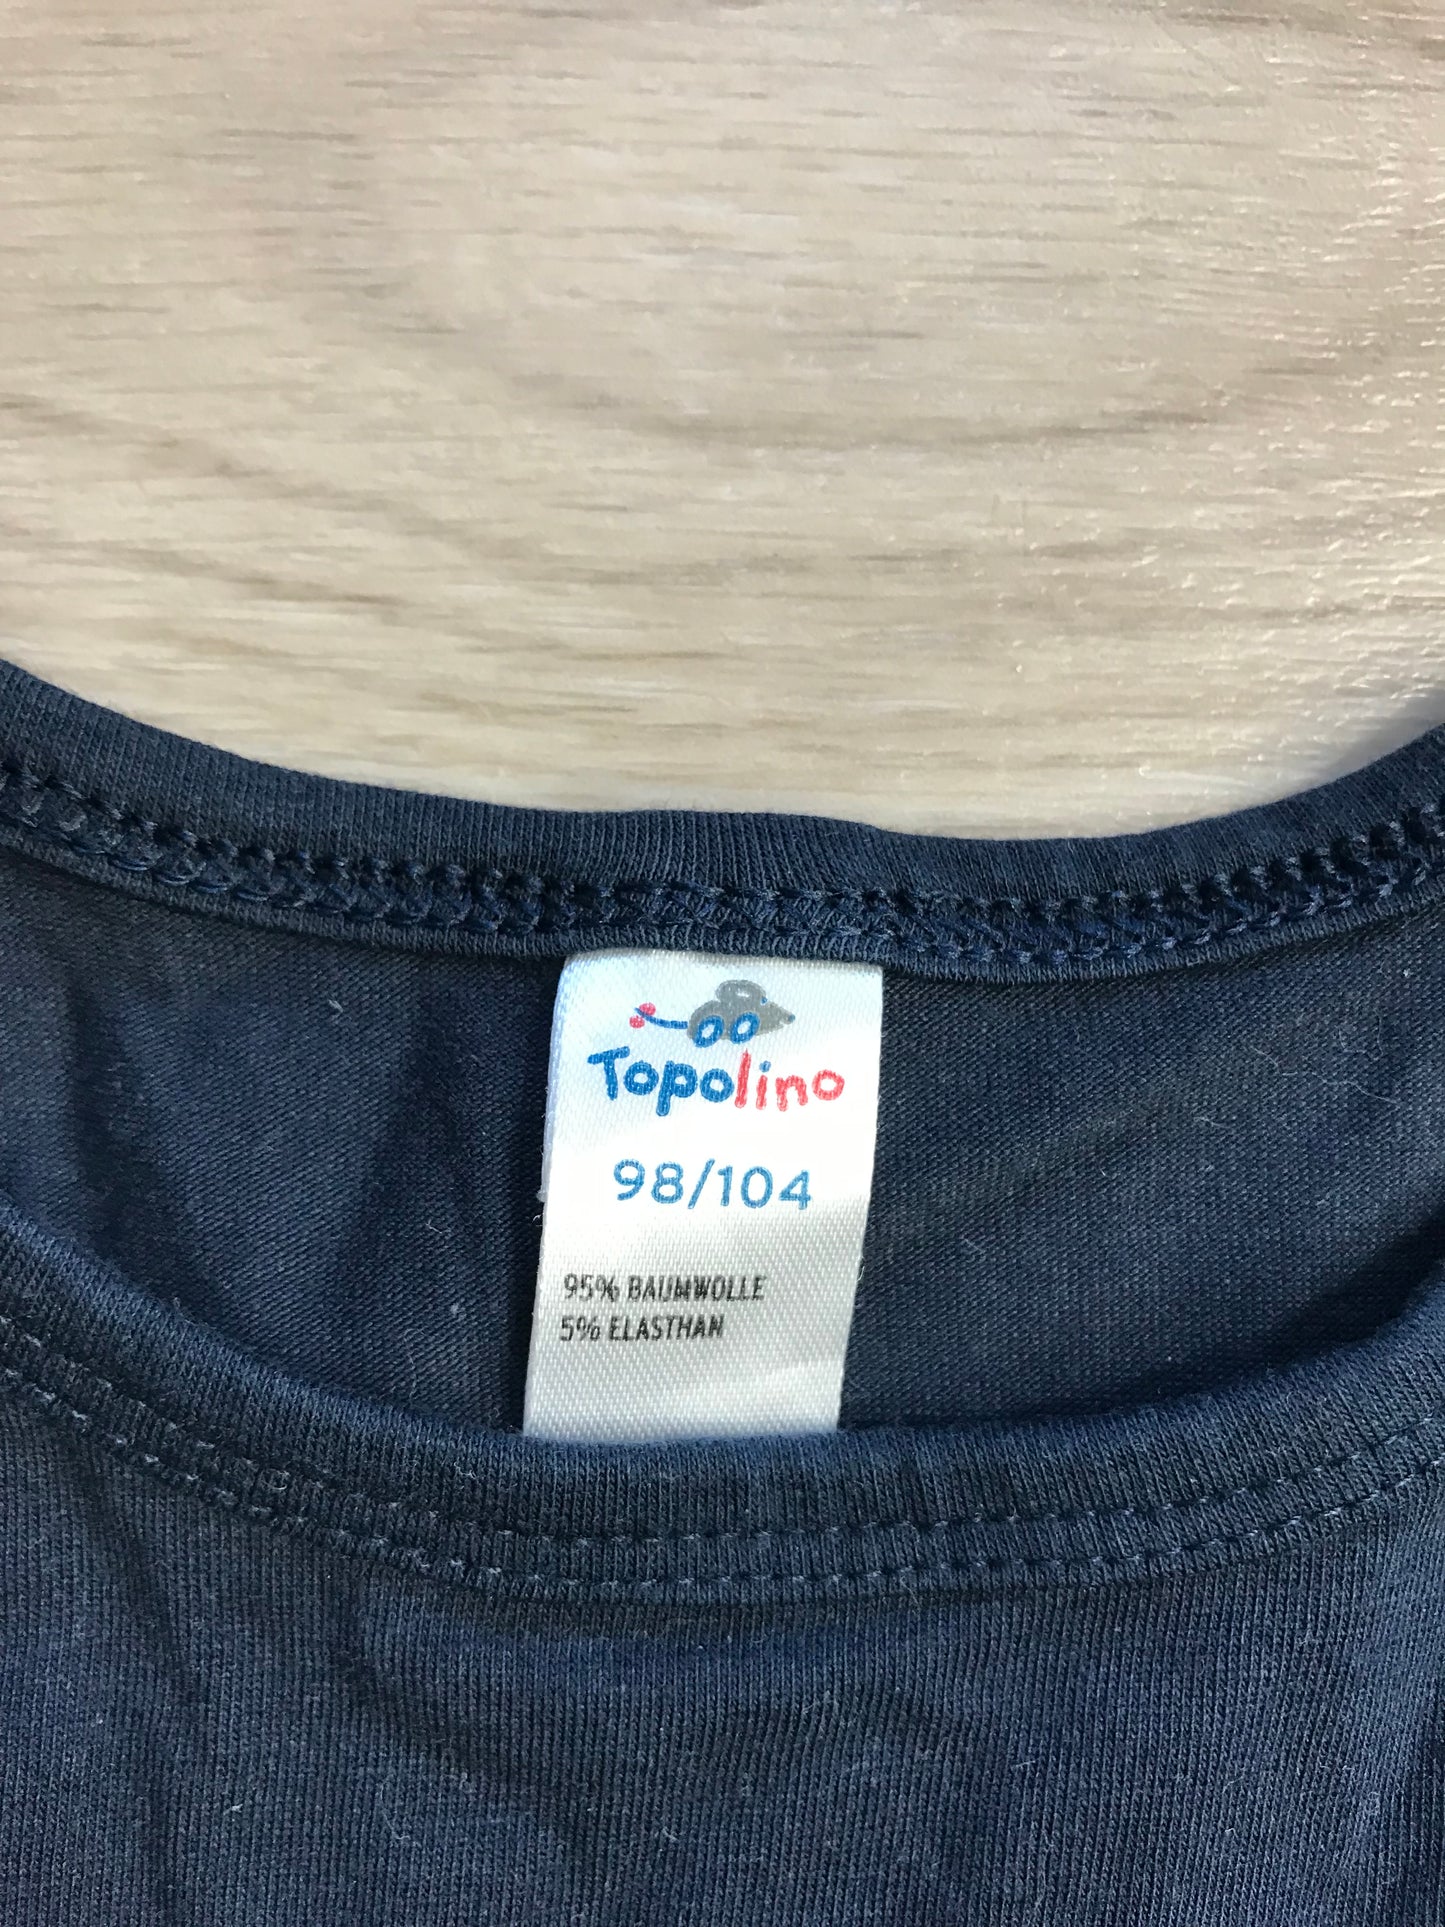 Topolino
98/104
95% BAUMWOLLE
5% ELASTHAN